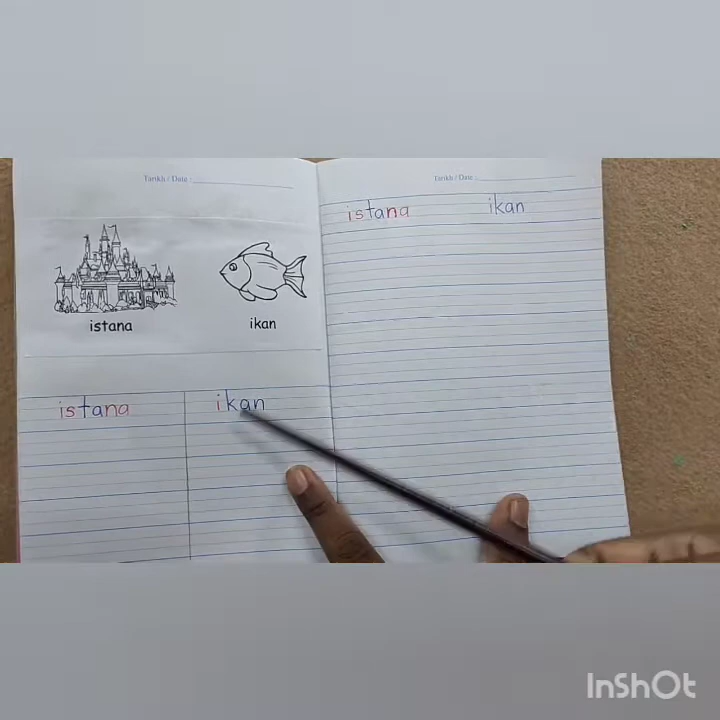 Tarikh / Date :
istana
ikan
istana
ikan
Tarikh / Date :
istana
ikan
InShOt